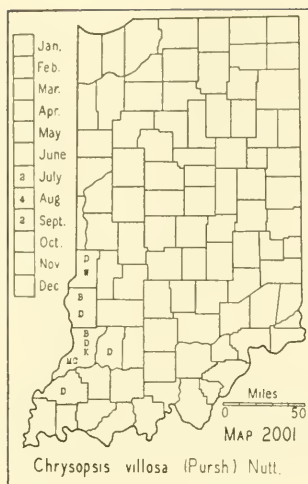 Jan.
Feb.
Mar.
Apr.
May
June
3 July
4 Aug
2 Sept.
Oct.
Nov
Dec
D
W
B
D
B
D
K
D
MC
D
Miles
0 50
MAP 2001
Chrysopsis villosa (Pursh) Nutt.